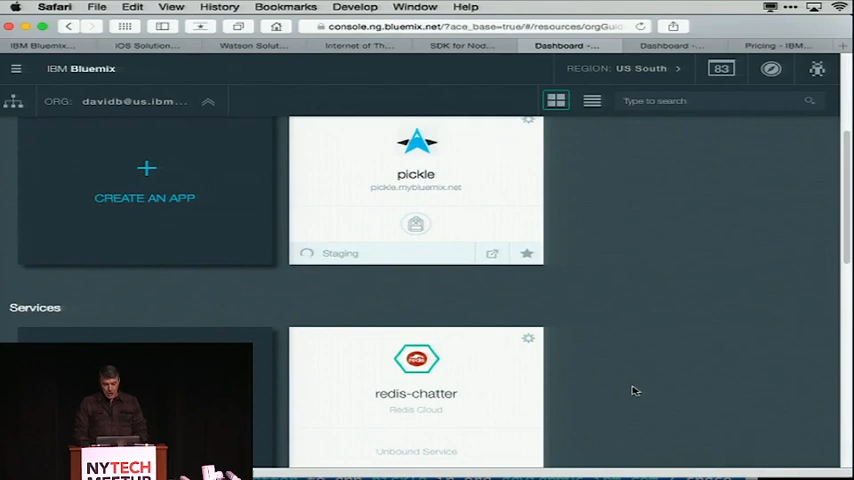 Safari File Edit View History Bookmarks Develop Window Help
console.ng.bluemix.net/?ace_base=true/#/resources/orgGuid
IBM Bluemix... iOS Solution... Watson Solut... Internet of Th... SDK for Nod... Dashboard -... Dashboard -... Pricing - IBM...
IBM Bluemix REGION: US South 83
ORG: davidb@us.ibm... Type to search
CREATE AN APP
pickle
pickle.mybluemix.net
Staging
Services
redis
redis-chatter
Redis Cloud
Unbound Service
NYTECH
MEETUP